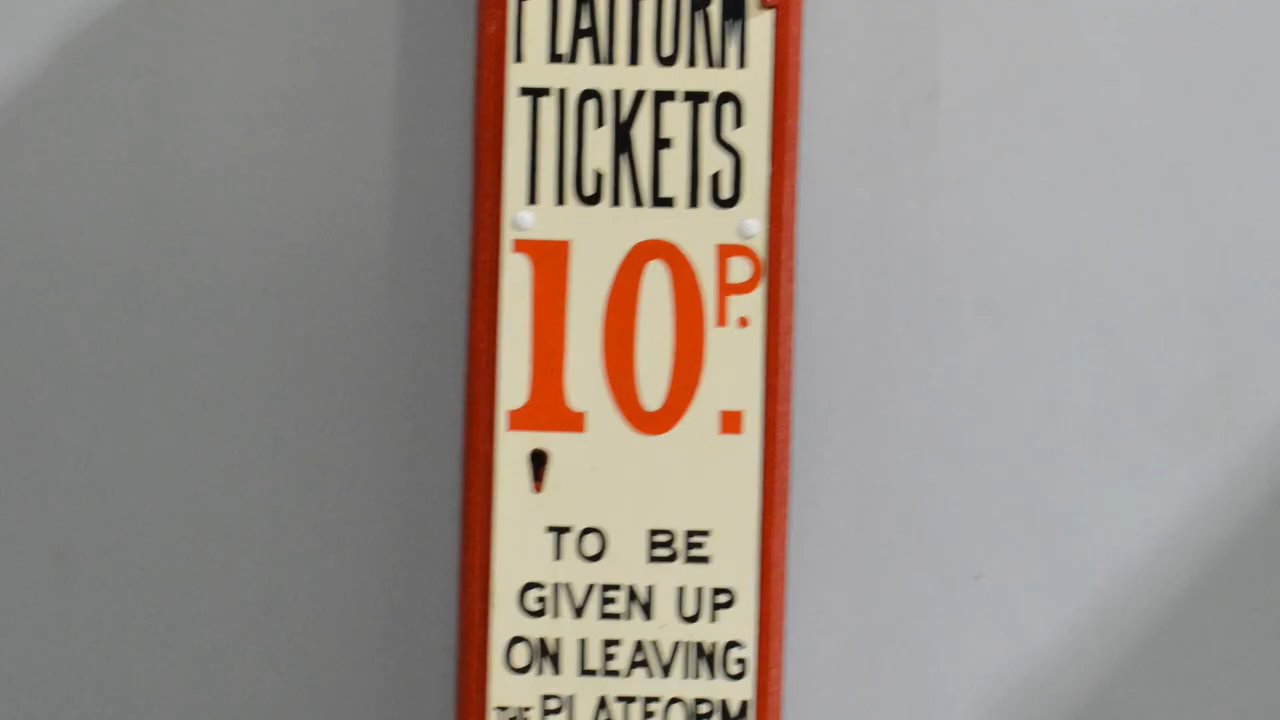 PLATFORM
TICKETS
10P.
TO BE
GIVEN UP
ON LEAVING
THE PLATFORM